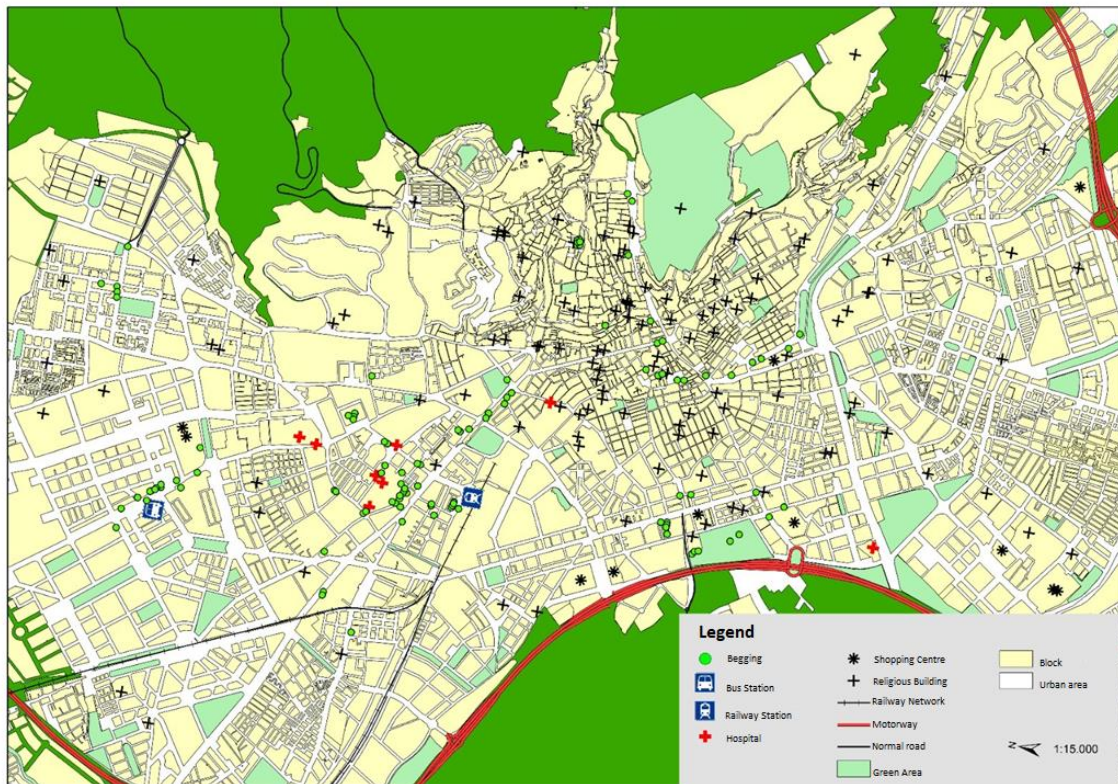 Legend
Begging
Bus Station
Railway Station
Hospital
Shopping Centre
Religious Building
Railway Network
Motorway
Normal road
Green Area
Block
Urban area
N
1:15.000